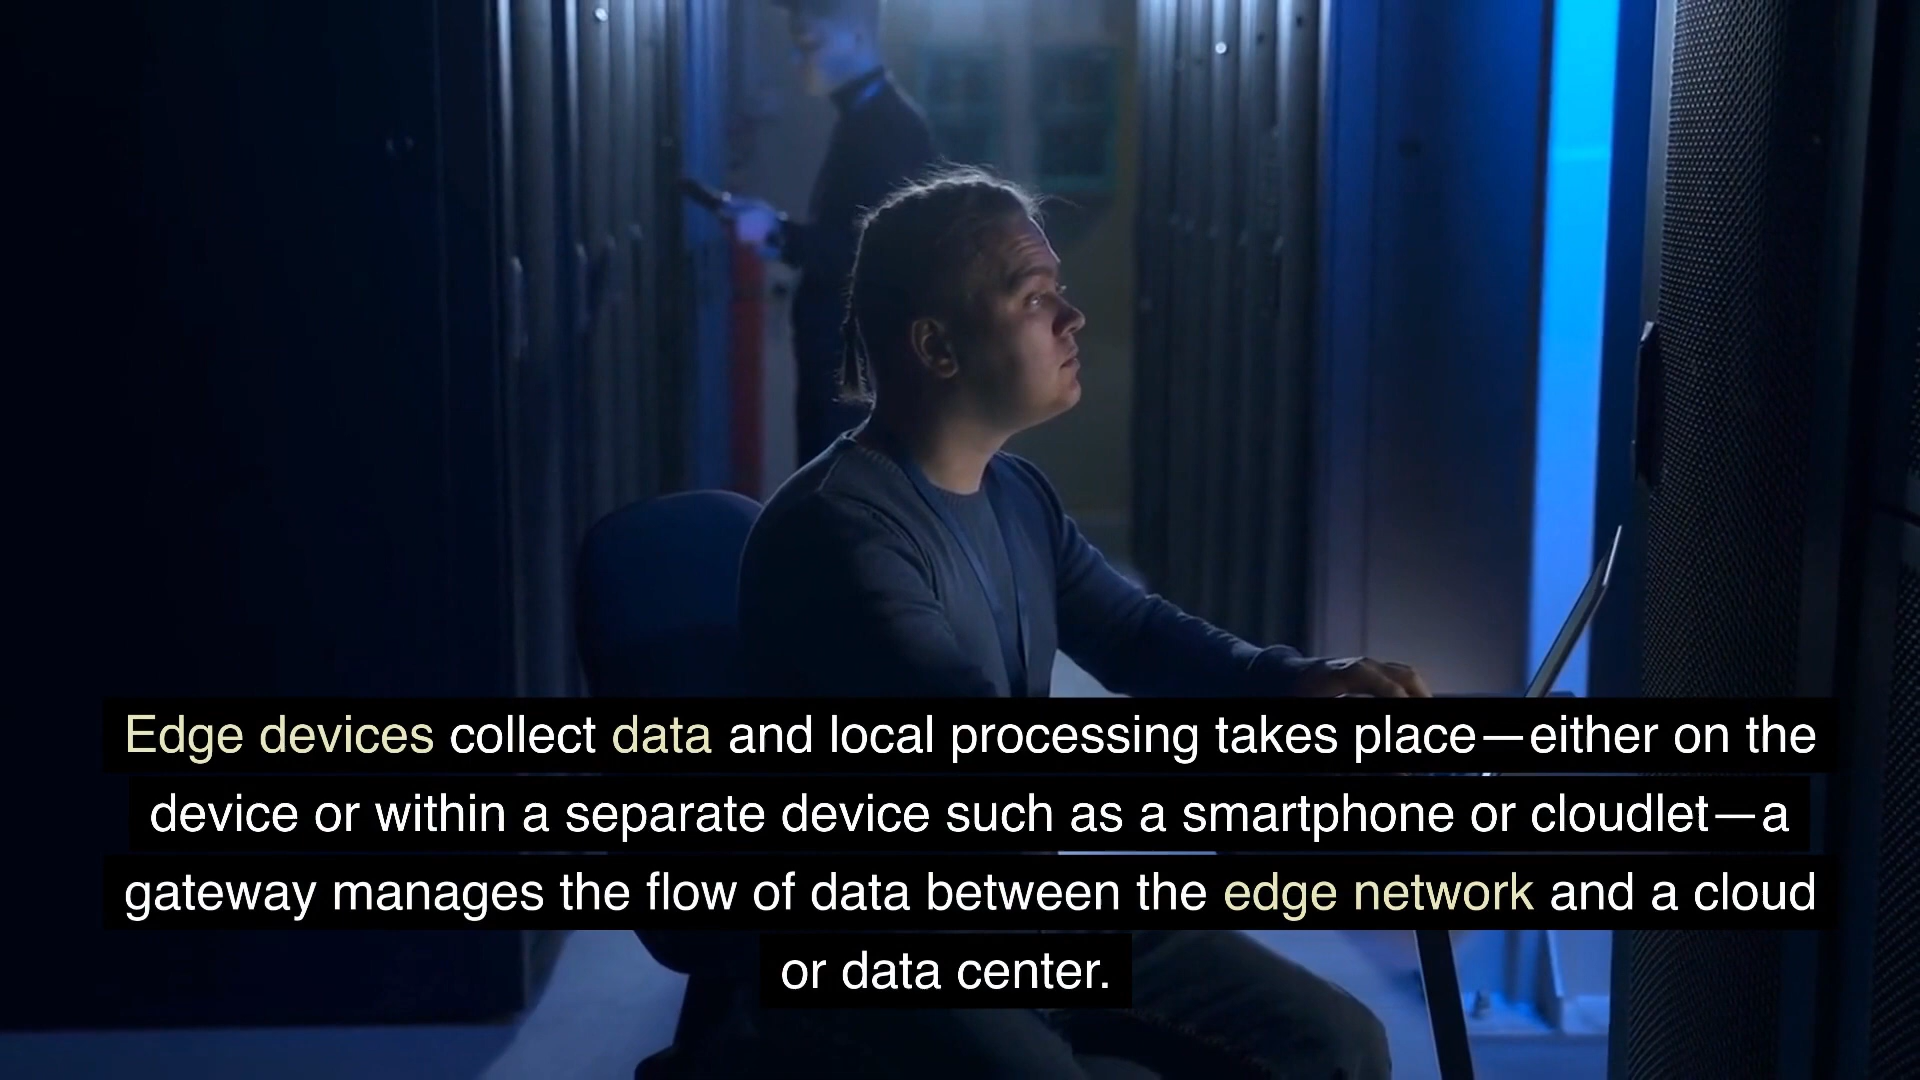 Edge devices collect data and local processing takes place—either on the
device or within a separate device such as a smartphone or cloudlet—a
gateway manages the flow of data between the edge network and a cloud
or data center.